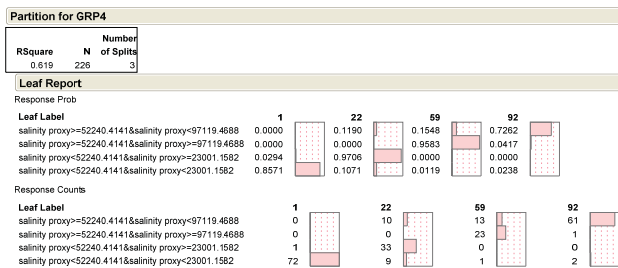 Partition for GRP4
Number
RSquare N of Splits
0.619 226 3
Leaf Report
Response Prob
Leaf Label 1 22 59 92
salinity proxy>=52240.4141&salinity proxy<97119.4688 0.0000 0.1190 0.1548 0.7262
salinity proxy>=52240.4141&salinity proxy>=97119.4688 0.0000 0.0000 0.9583 0.0417
salinity proxy<52240.4141&salinity proxy>=23001.1582 0.0294 0.9706 0.0000 0.0000
salinity proxy<52240.4141&salinity proxy<23001.1582 0.8571 0.1071 0.0119 0.0238
Response Counts
Leaf Label 1 22 59 92
salinity proxy>=52240.4141&salinity proxy<97119.4688 0 10 13 61
salinity proxy>=52240.4141&salinity proxy>=97119.4688 0 0 23 1
salinity proxy<52240.4141&salinity proxy>=23001.1582 1 33 0 0
salinity proxy<52240.4141&salinity proxy<23001.1582 72 9 1 2